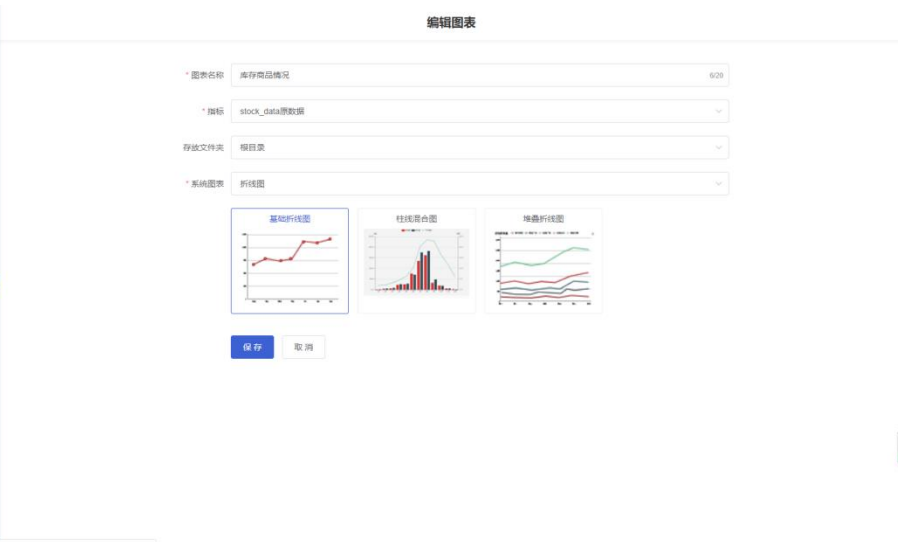 编辑图表
* 图表名称 库存商品情况 6/20
* 指标 stock_data原数据
存放文件夹 根目录
* 系统图表 折线图
基础折线图 柱线混合图 堆叠折线图
保存 取消